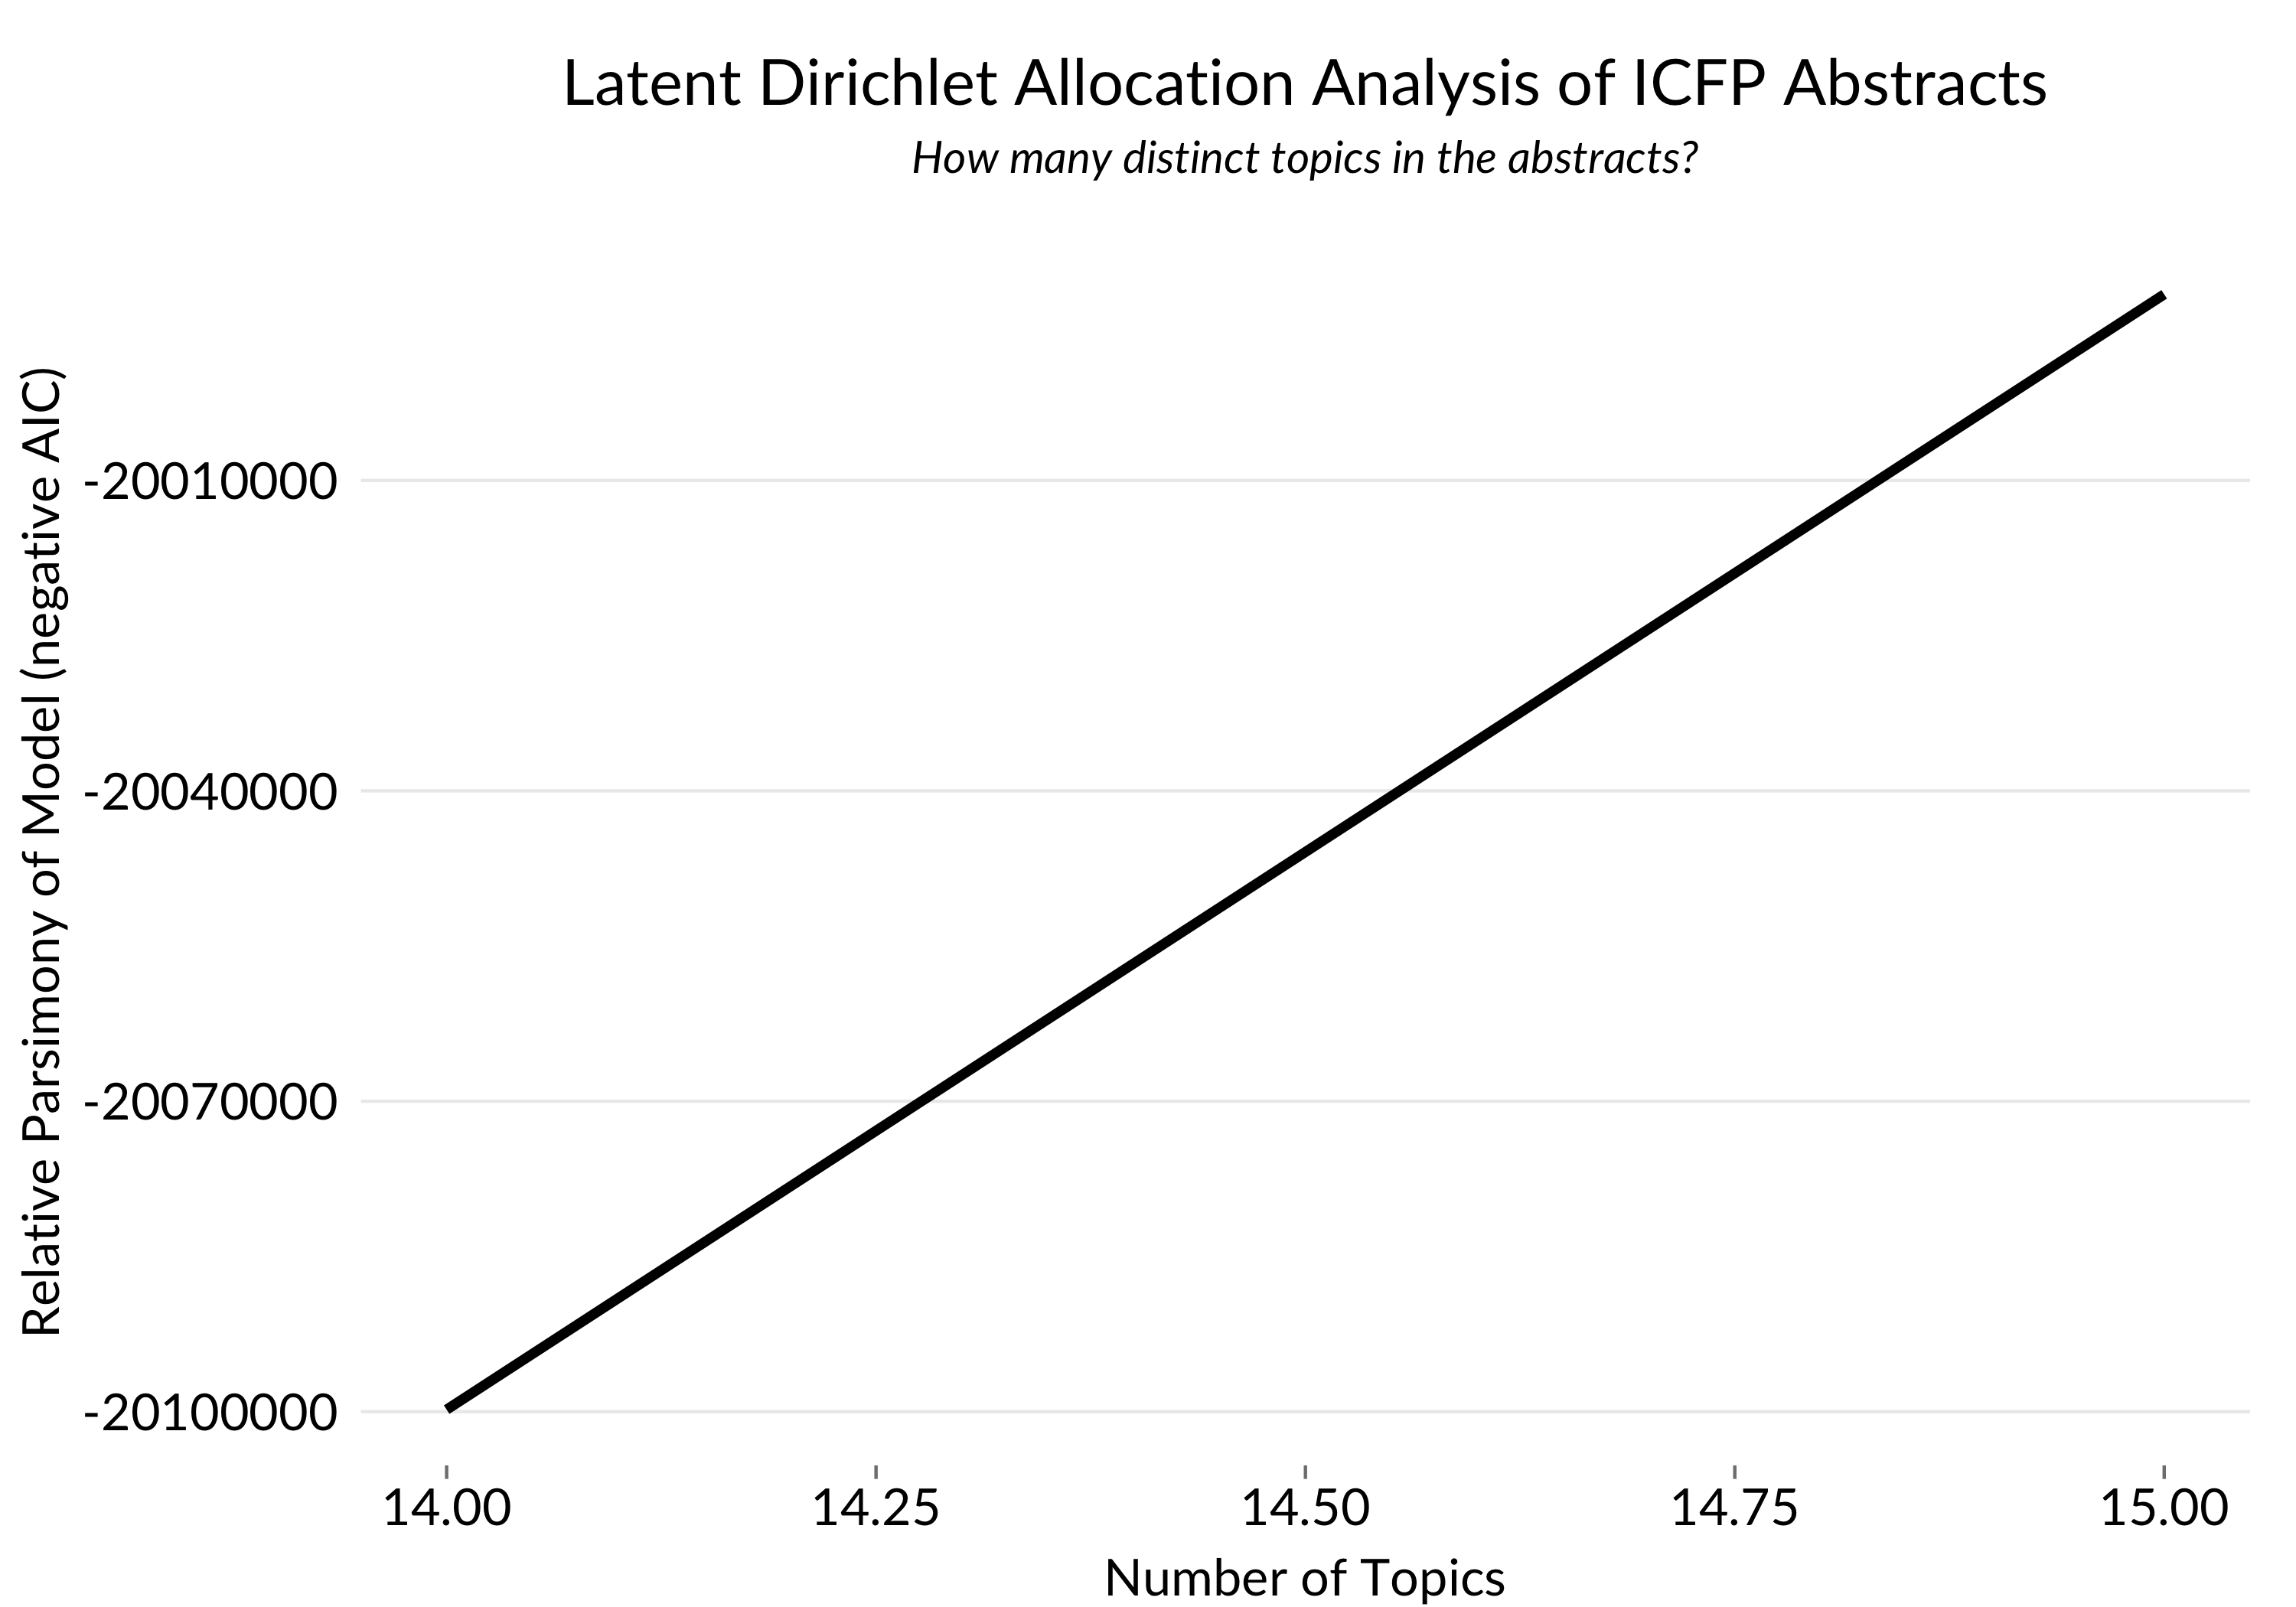 Latent Dirichlet Allocation Analysis of ICFP Abstracts
How many distinct topics in the abstracts?
Relative Parsimony of Model (negative AIC)
-20010000
-20040000
-20070000
-20100000
14.00 14.25 14.50 14.75 15.00
Number of Topics